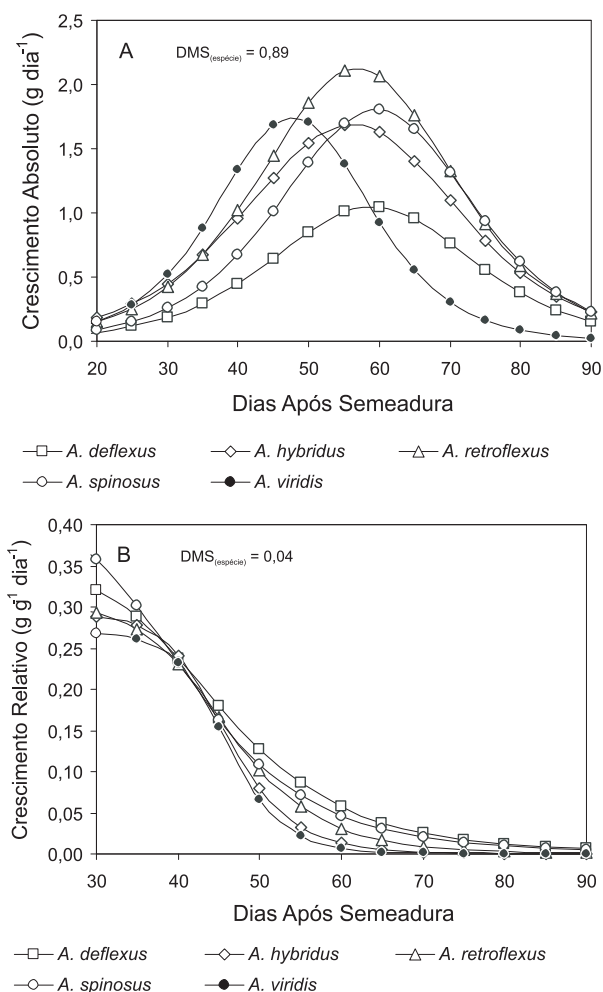 Crescimento Absoluto (g dia⁻¹)
2,5
2,0
1,5
1,0
0,5
0,0
A
DMS(espécie) = 0,89
20 30 40 50 60 70 80 90
Dias Após Semeadura
A. deflexus A. hybridus A. retroflexus
A. spinosus A. viridis
Crescimento Relativo (g g⁻¹ dia⁻¹)
0,40
0,35
0,30
0,25
0,20
0,15
0,10
0,05
0,00
B
DMS(espécie) = 0,04
30 40 50 60 70 80 90
Dias Após Semeadura
A. deflexus A. hybridus A. retroflexus
A. spinosus A. viridis